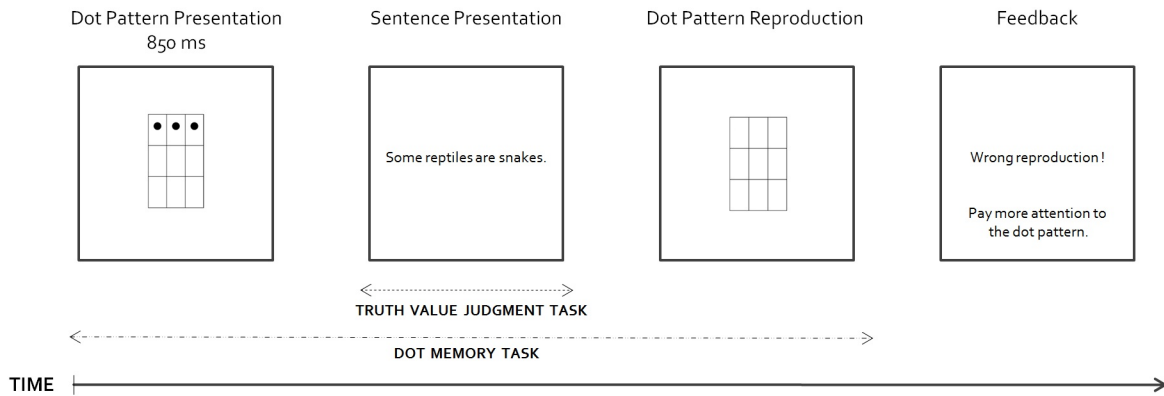 Dot Pattern Presentation
850 ms
Sentence Presentation
Dot Pattern Reproduction
Feedback
Some reptiles are snakes.
Wrong reproduction !
Pay more attention to
the dot pattern.
TRUTH VALUE JUDGMENT TASK
DOT MEMORY TASK
TIME